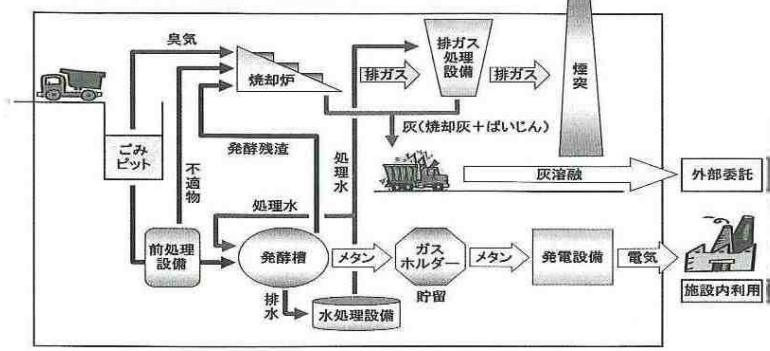 臭気
焼却炉
排ガス
排ガス
処理
設備
排ガス
煙
突
ごみ
ピット
不
適
物
発酵残渣
処
理
水
灰(焼却灰+ばいじん)
灰溶融
外部委託
処理水
前処理
設備
発酵槽
メタン
ガス
ホルダー
貯留
メタン
発電設備
電気
施設内利用
排
水
水処理設備